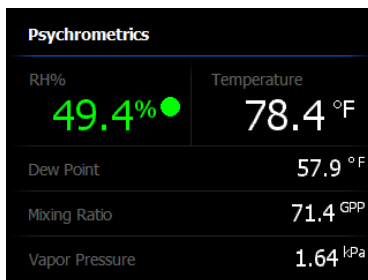 Psychrometrics
RH% Temperature
49.4% 78.4 °F
Dew Point 57.9 °F
Mixing Ratio 71.4 GPP
Vapor Pressure 1.64 kPa